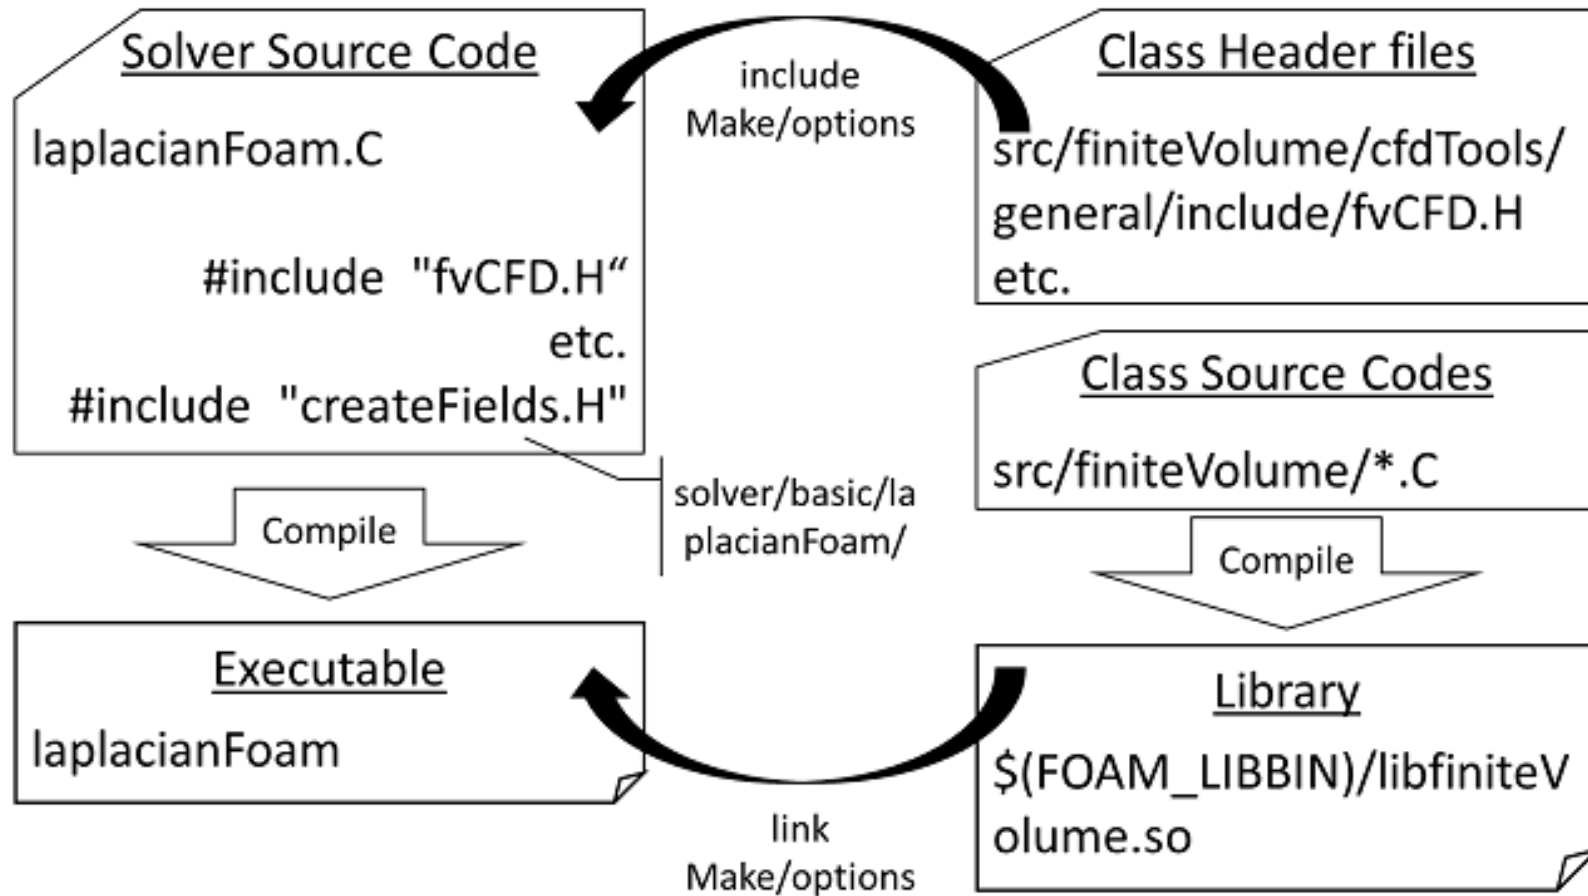 Solver Source Code
laplacianFoam.C
#include "fvCFD.H“
etc.
#include "createFields.H"
include
Make/options
Class Header files
src/finiteVolume/cfdTools/
general/include/fvCFD.H
etc.
Class Source Codes
src/finiteVolume/*.C
Compile
solver/basic/la
placianFoam/
Compile
Executable
laplacianFoam
link
Make/options
Library
$(FOAM_LIBBIN)/libfiniteV
olume.so